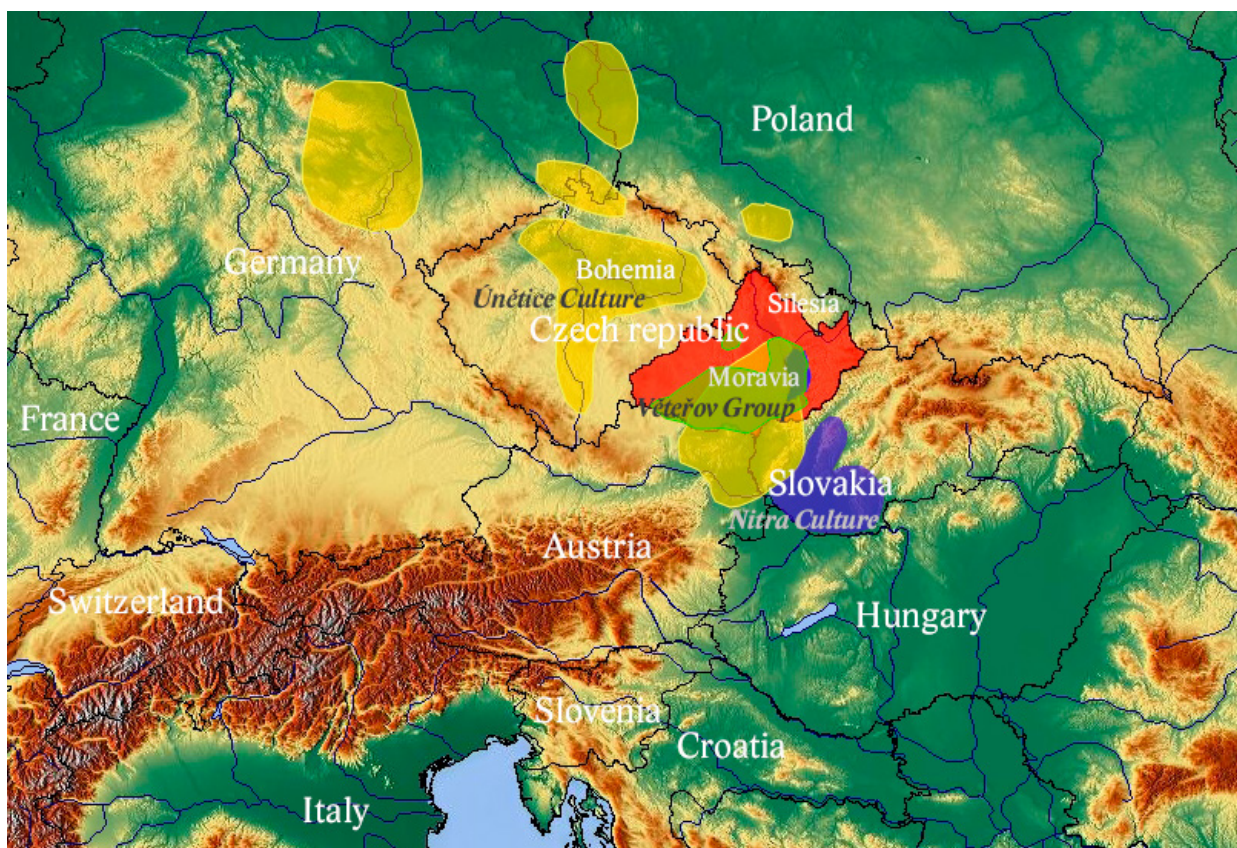 Poland
Germany
Bohemia
Únětice Culture
Silesia
Czech republic
Moravia
Věteřov Group
France
Slovakia
Nitra Culture
Austria
Switzerland
Hungary
Slovenia
Croatia
Italy